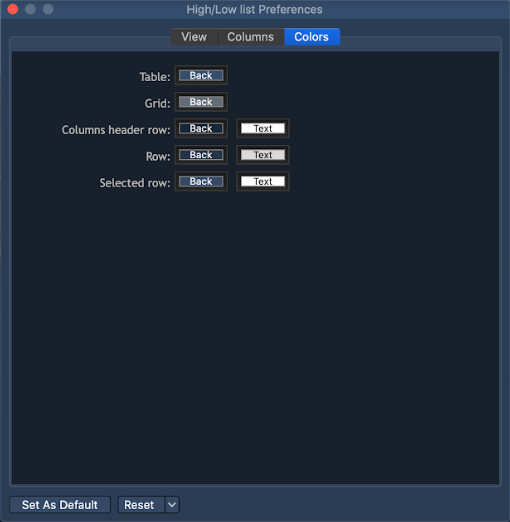 High/Low list Preferences
View Columns Colors
Table: Back
Grid: Back
Columns header row: Back Text
Row: Back Text
Selected row: Back Text
Set As Default Reset